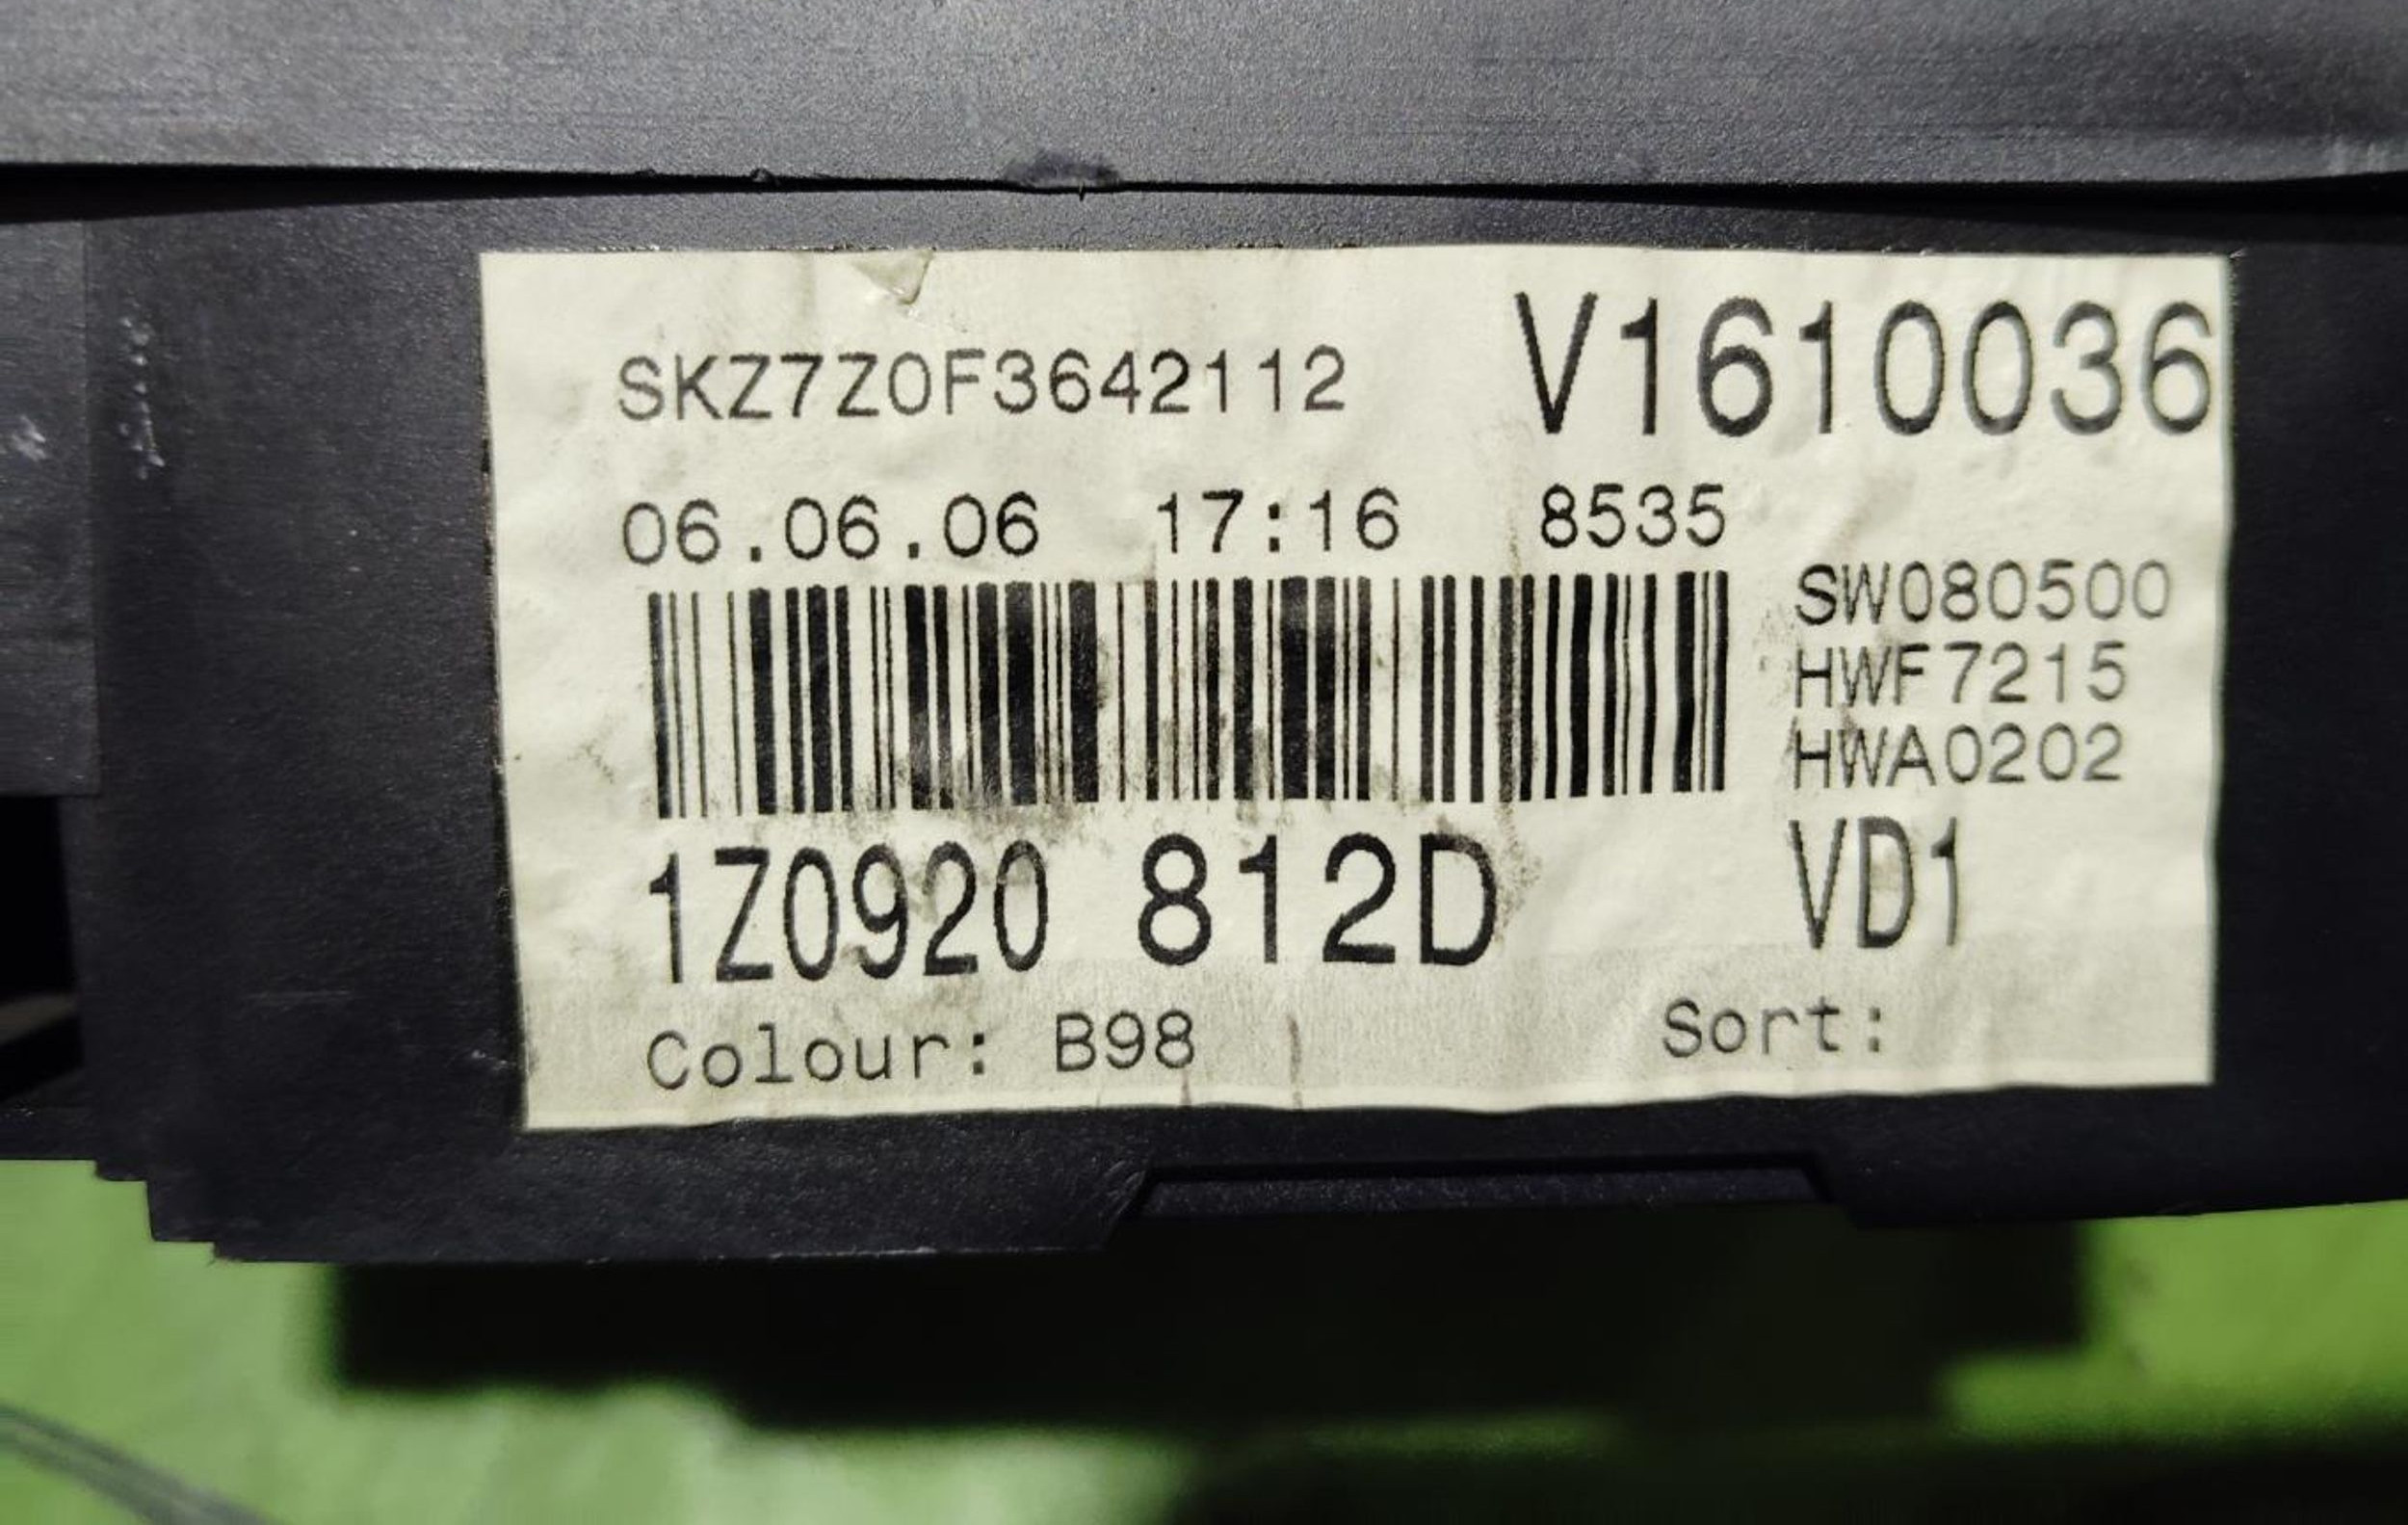 SKZ7Z0F3642112 V1610036
06.06.06 17:16 8535
SW080500
HWF7215
HWA0202
1Z0920 812D VD1
Colour: B98 Sort: